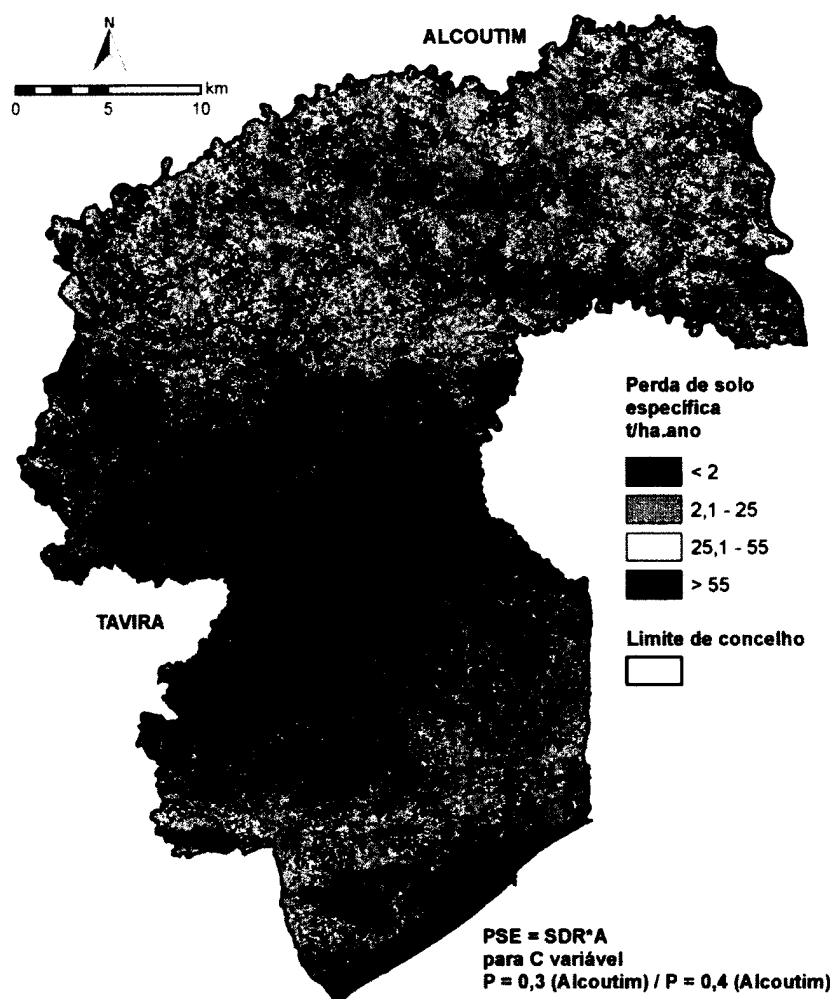 N
ALCOUTIM
km
0 5 10
Perda de solo
específica
t/ha.ano
< 2
2,1 - 25
25,1 - 55
> 55
TAVIRA
Limite de concelho
PSE = SDR*A
para C variável
P = 0,3 (Alcoutim) / P = 0,4 (Alcoutim)